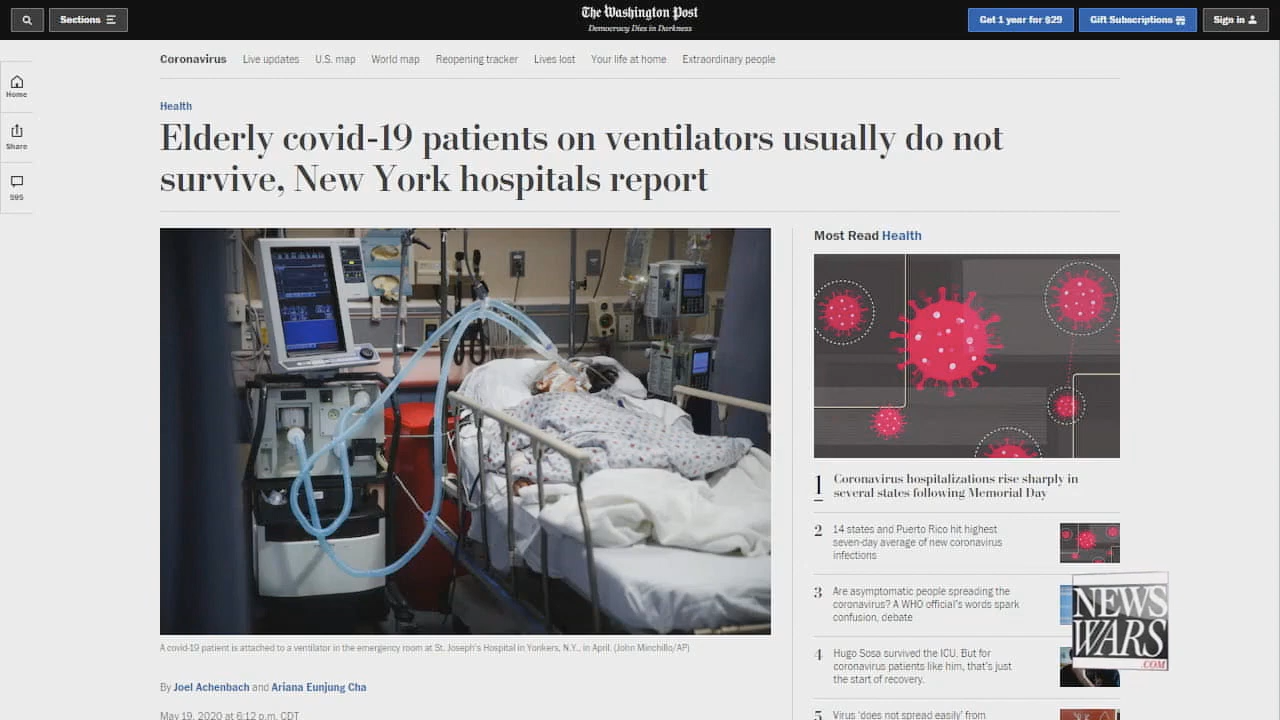 Sections
The Washington Post
Democracy Dies in Darkness
Get 1 year for $29
Gift Subscriptions
Sign in
Coronavirus
Live updates
U.S. map
World map
Reopening tracker
Lives lost
Your life at home
Extraordinary people
Home
Share
595
Health
Elderly covid-19 patients on ventilators usually do not
survive, New York hospitals report
Most Read Health
1
Coronavirus hospitalizations rise sharply in
several states following Memorial Day
2
14 states and Puerto Rico hit highest
seven-day average of new coronavirus
infections
3
Are asymptomatic people spreading the
coronavirus? A WHO official's words spark
confusion, debate
4
Hugo Sosa survived the ICU. But for
coronavirus patients like him, that's just
the start of recovery.
5
Virus 'does not spread easily' from
A covid-19 patient is attached to a ventilator in the emergency room at St. Joseph's Hospital in Yonkers, N.Y., in April. (John Minchillo/AP)
By Joel Achenbach and Ariana Eunjung Cha
May 19, 2020 at 6:12 p.m. CDT
NEWS
WARS
.COM